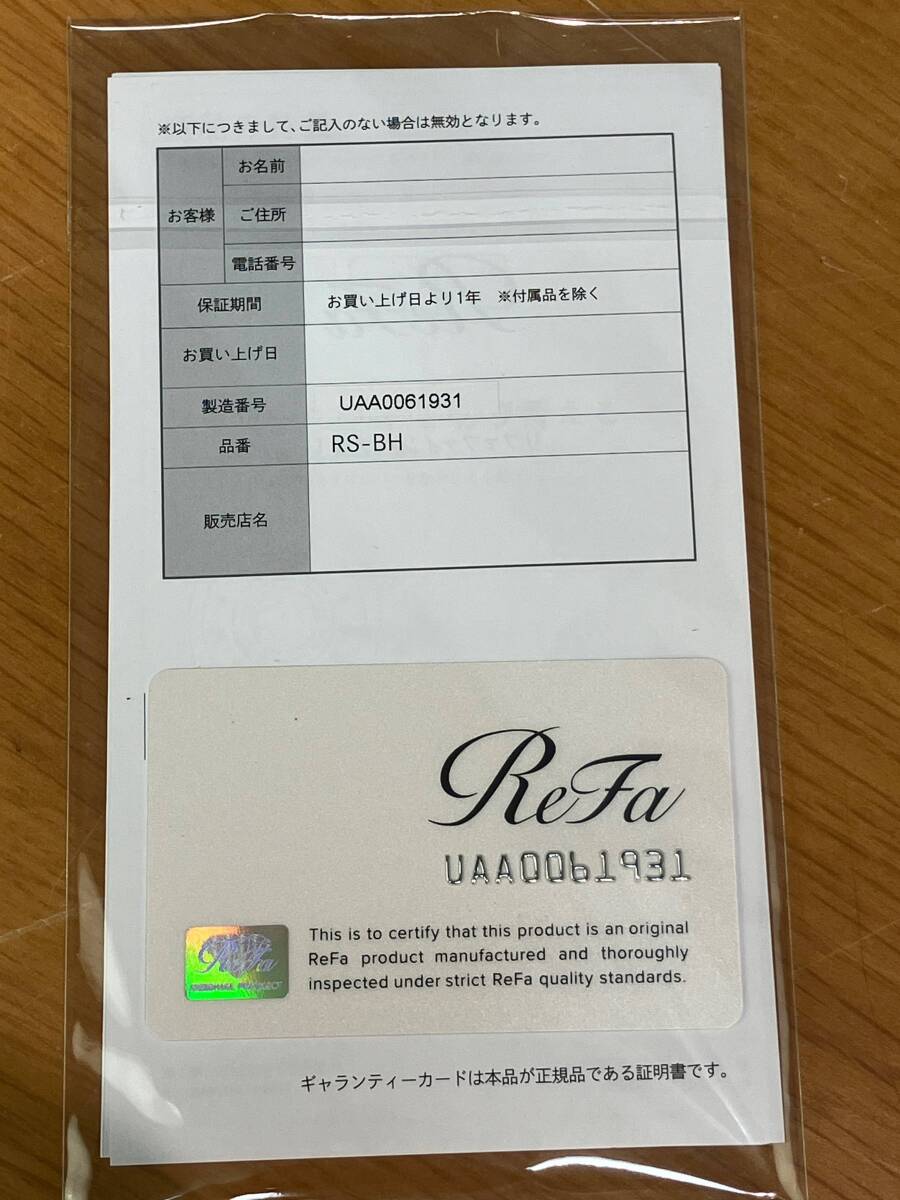 ※以下につきまして、ご記入のない場合は無効となります。
お客様
お名前
ご住所
電話番号
保証期間 お買い上げ日より1年 ※付属品を除く
お買い上げ日
製造番号 UAA0061931
品番 RS-BH
販売店名
ReFa
UAA0061931
This is to certify that this product is an original
ReFa product manufactured and thoroughly
inspected under strict ReFa quality standards.
ReFa
ギャランティーカードは本品が正規品である証明書です。